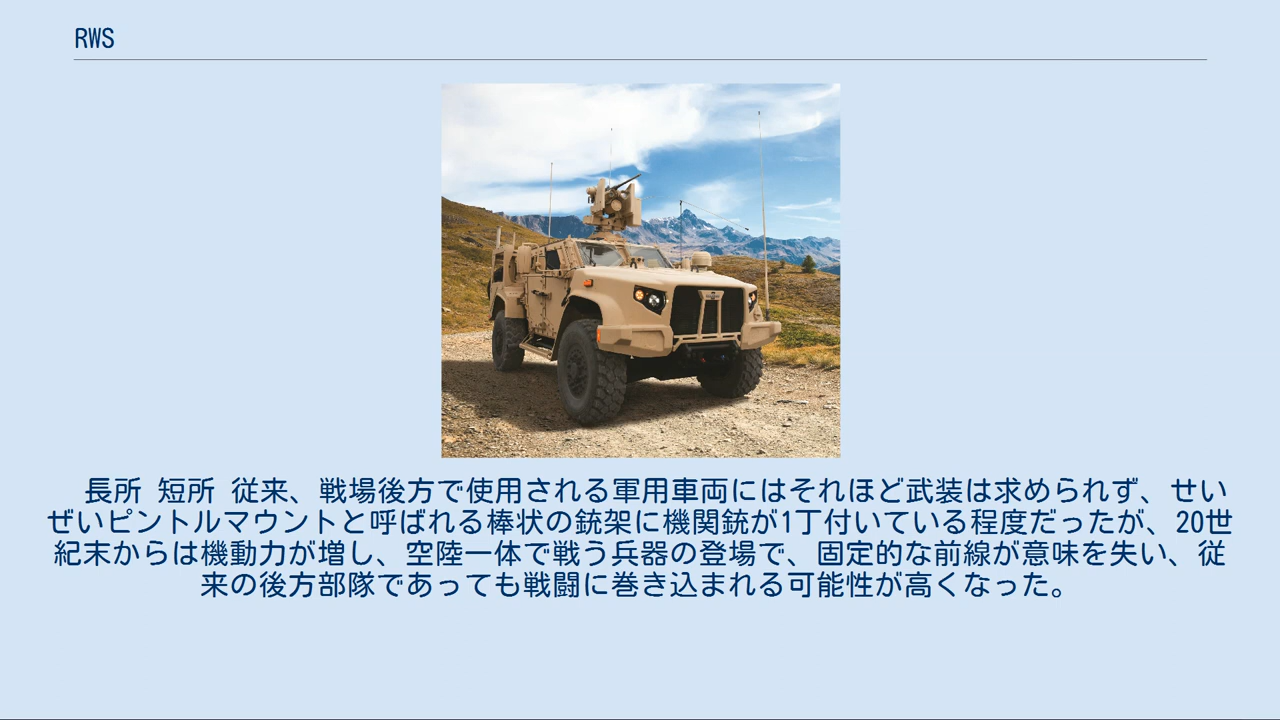 RWS
長所 短所 従来、戦場後方で使用される軍用車両にはそれほど武装は求められず、せい
ぜいピントルマウントと呼ばれる棒状の銃架に機関銃が1丁付いている程度だったが、20世
紀末からは機動力が増し、空陸一体で戦う兵器の登場で、固定的な前線が意味を失い、従
来の後方部隊であっても戦闘に巻き込まれる可能性が高くなった。